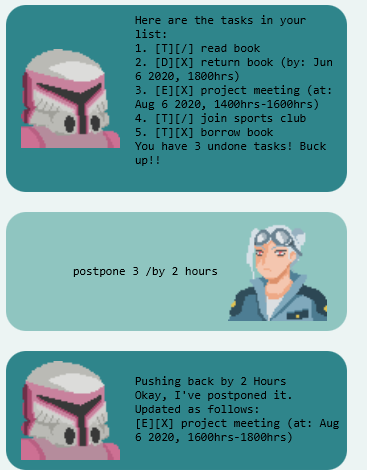 Here are the tasks in your
list:
1. [T][/] read book
2. [D][X] return book (by: Jun
6 2020, 1800hrs)
3. [E][X] project meeting (at:
Aug 6 2020, 1400hrs-1600hrs)
4. [T][/] join sports club
5. [T][X] borrow book
You have 3 undone tasks! Buck
up!!
postpone 3 /by 2 hours
Pushing back by 2 Hours
Okay, I've postponed it.
Updated as follows:
[E][X] project meeting (at: Aug
6 2020, 1600hrs-1800hrs)